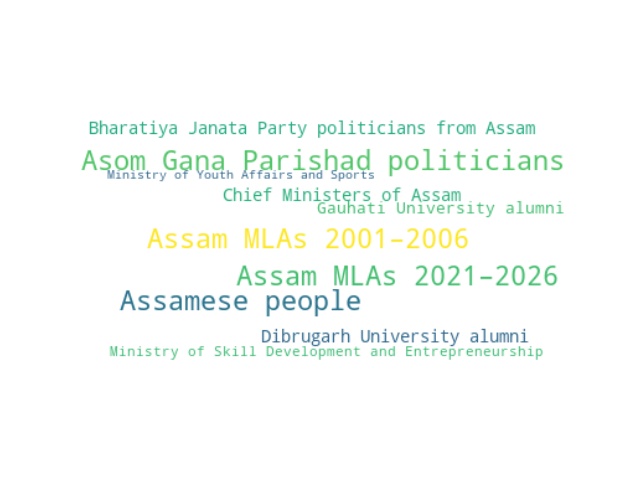 Bharatiya Janata Party politicians from Assam
Asom Gana Parishad politicians
Ministry of Youth Affairs and Sports
Chief Ministers of Assam
Gauhati University alumni
Assam MLAs 2001–2006
Assam MLAs 2021–2026
Assamese people
Dibrugarh University alumni
Ministry of Skill Development and Entrepreneurship